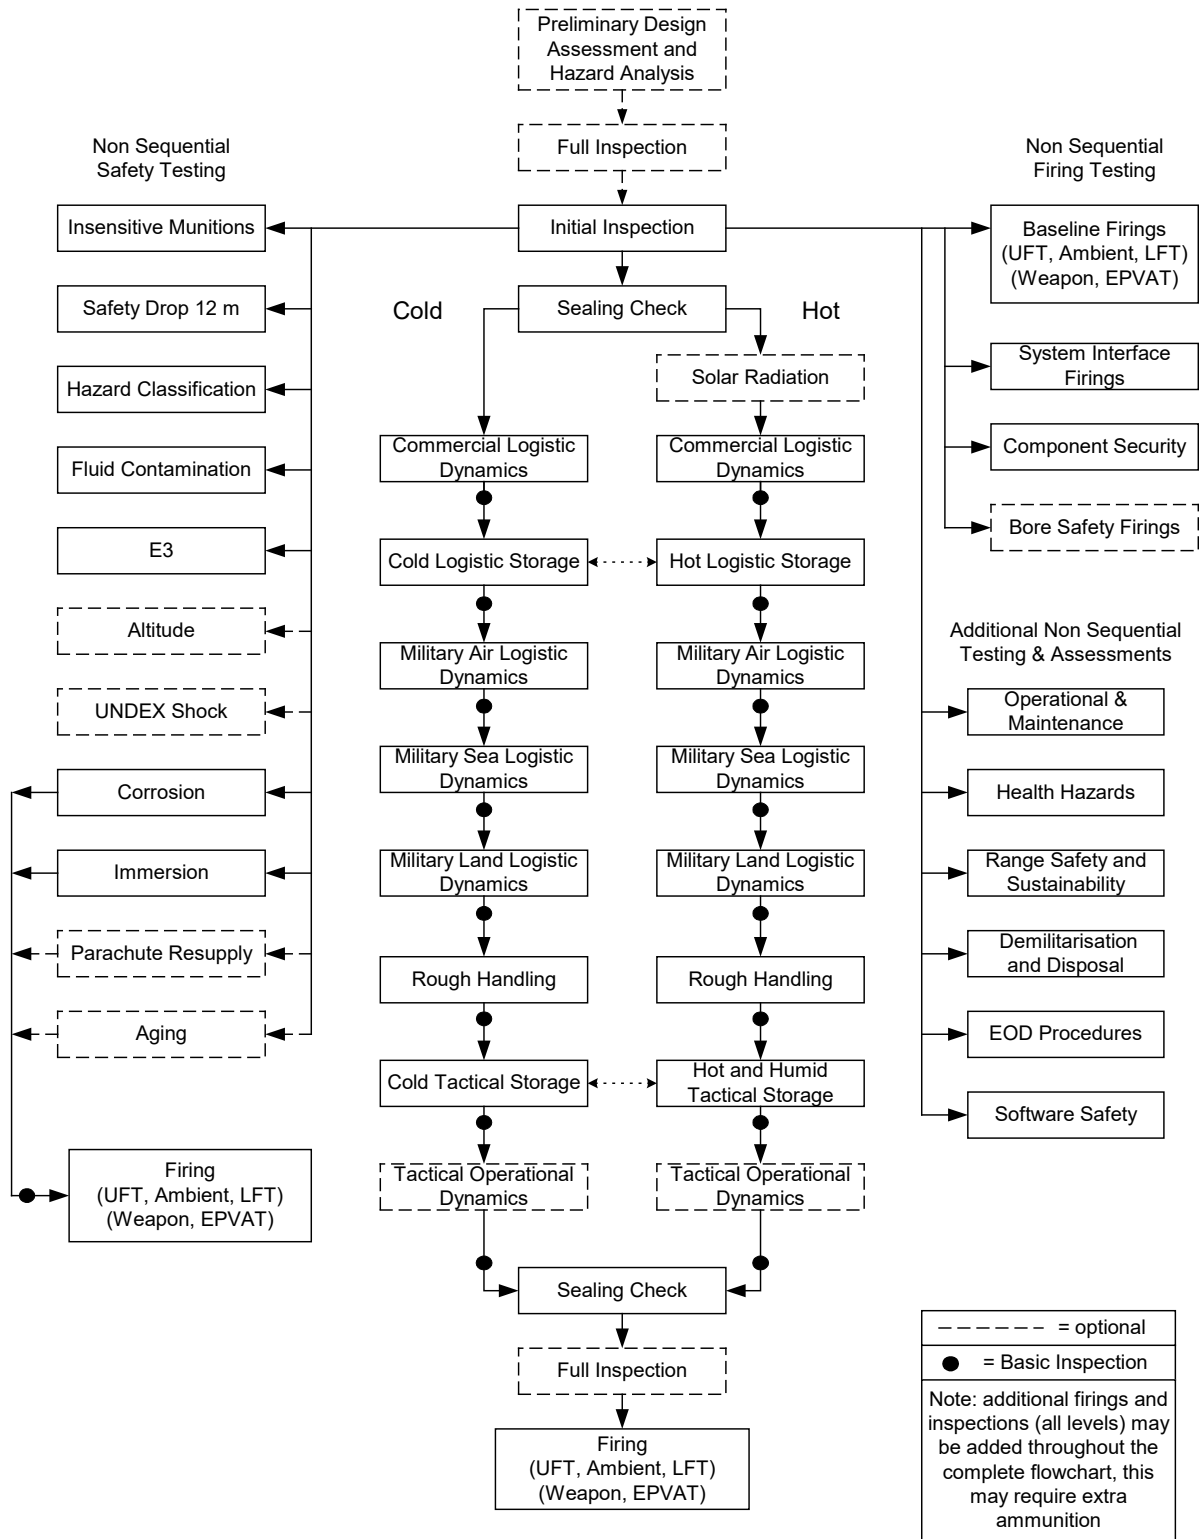 Preliminary Design
Assessment and
Hazard Analysis
Full Inspection
Non Sequential
Safety Testing
Non Sequential
Firing Testing
Insensitive Munitions
Initial Inspection
Baseline Firings
(UFT, Ambient, LFT)
(Weapon, EPVAT)
Safety Drop 12 m
Cold
Sealing Check
Hot
Hazard Classification
Solar Radiation
System Interface
Firings
Fluid Contamination
Commercial Logistic
Dynamics
Commercial Logistic
Dynamics
Component Security
E3
Cold Logistic Storage
Hot Logistic Storage
Bore Safety Firings
Altitude
Military Air Logistic
Dynamics
Military Air Logistic
Dynamics
Additional Non Sequential
Testing & Assessments
UNDEX Shock
Operational &
Maintenance
Corrosion
Military Sea Logistic
Dynamics
Military Sea Logistic
Dynamics
Health Hazards
Immersion
Military Land Logistic
Dynamics
Military Land Logistic
Dynamics
Range Safety and
Sustainability
Parachute Resupply
Rough Handling
Rough Handling
Demilitarisation
and Disposal
Aging
Cold Tactical Storage
Hot and Humid
Tactical Storage
EOD Procedures
Software Safety
Firing
(UFT, Ambient, LFT)
(Weapon, EPVAT)
Tactical Operational
Dynamics
Tactical Operational
Dynamics
Sealing Check
Full Inspection
Firing
(UFT, Ambient, LFT)
(Weapon, EPVAT)
= optional
= Basic Inspection
Note: additional firings and
inspections (all levels) may
be added throughout the
complete flowchart, this
may require extra
ammunition